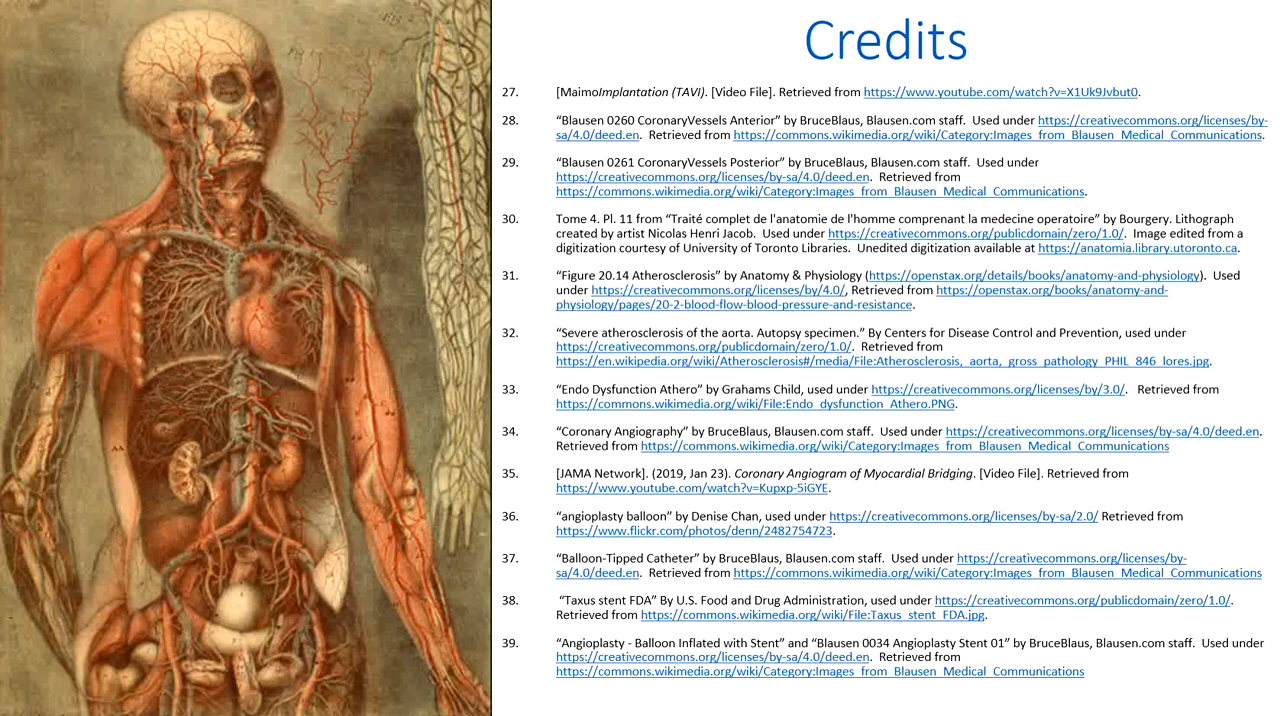 Credits
27. [MaimoImplantation (TAVI). [Video File]. Retrieved from https://www.youtube.com/watch?v=X1Uk9Jvbut0.
28. “Blausen 0260 CoronaryVessels Anterior” by BruceBlaus, Blausen.com staff.  Used under https://creativecommons.org/licenses/by-
sa/4.0/deed.en.  Retrieved from https://commons.wikimedia.org/wiki/Category:Images_from_Blausen_Medical_Communications.
29. “Blausen 0261 CoronaryVessels Posterior” by BruceBlaus, Blausen.com staff.  Used under
https://creativecommons.org/licenses/by-sa/4.0/deed.en.  Retrieved from
https://commons.wikimedia.org/wiki/Category:Images_from_Blausen_Medical_Communications.
30. Tome 4. Pl. 11 from “Traité complet de l'anatomie de l'homme comprenant la medecine operatoire” by Bourgery. Lithograph
created by artist Nicolas Henri Jacob.  Used under https://creativecommons.org/publicdomain/zero/1.0/.  Image edited from a
digitization courtesy of University of Toronto Libraries.  Unedited digitization available at https://anatomia.library.utoronto.ca.
31. “Figure 20.14 Atherosclerosis” by Anatomy & Physiology (https://openstax.org/details/books/anatomy-and-physiology).  Used
under https://creativecommons.org/licenses/by/4.0/, Retrieved from https://openstax.org/books/anatomy-and-
physiology/pages/20-2-blood-flow-blood-pressure-and-resistance.
32. “Severe atherosclerosis of the aorta. Autopsy specimen.” By Centers for Disease Control and Prevention, used under
https://creativecommons.org/publicdomain/zero/1.0/.  Retrieved from
https://en.wikipedia.org/wiki/Atherosclerosis#/media/File:Atherosclerosis,_aorta,_gross_pathology_PHIL_846_lores.jpg.
33. “Endo Dysfunction Athero” by Grahams Child, used under https://creativecommons.org/licenses/by/3.0/.   Retrieved from
https://commons.wikimedia.org/wiki/File:Endo_dysfunction_Athero.PNG.
34. “Coronary Angiography” by BruceBlaus, Blausen.com staff.  Used under https://creativecommons.org/licenses/by-sa/4.0/deed.en.
Retrieved from https://commons.wikimedia.org/wiki/Category:Images_from_Blausen_Medical_Communications
35. [JAMA Network]. (2019, Jan 23). Coronary Angiogram of Myocardial Bridging. [Video File]. Retrieved from
https://www.youtube.com/watch?v=Kupxp-5iGYE.
36. “angioplasty balloon” by Denise Chan, used under https://creativecommons.org/licenses/by-sa/2.0/ Retrieved from
https://www.flickr.com/photos/denn/2482754723.
37. “Balloon-Tipped Catheter” by BruceBlaus, Blausen.com staff.  Used under https://creativecommons.org/licenses/by-
sa/4.0/deed.en.  Retrieved from https://commons.wikimedia.org/wiki/Category:Images_from_Blausen_Medical_Communications
38. “Taxus stent FDA” By U.S. Food and Drug Administration, used under https://creativecommons.org/publicdomain/zero/1.0/.
Retrieved from https://commons.wikimedia.org/wiki/File:Taxus_stent_FDA.jpg.
39. “Angioplasty - Balloon Inflated with Stent” and “Blausen 0034 Angioplasty Stent 01” by BruceBlaus, Blausen.com staff.  Used under
https://creativecommons.org/licenses/by-sa/4.0/deed.en.  Retrieved from
https://commons.wikimedia.org/wiki/Category:Images_from_Blausen_Medical_Communications